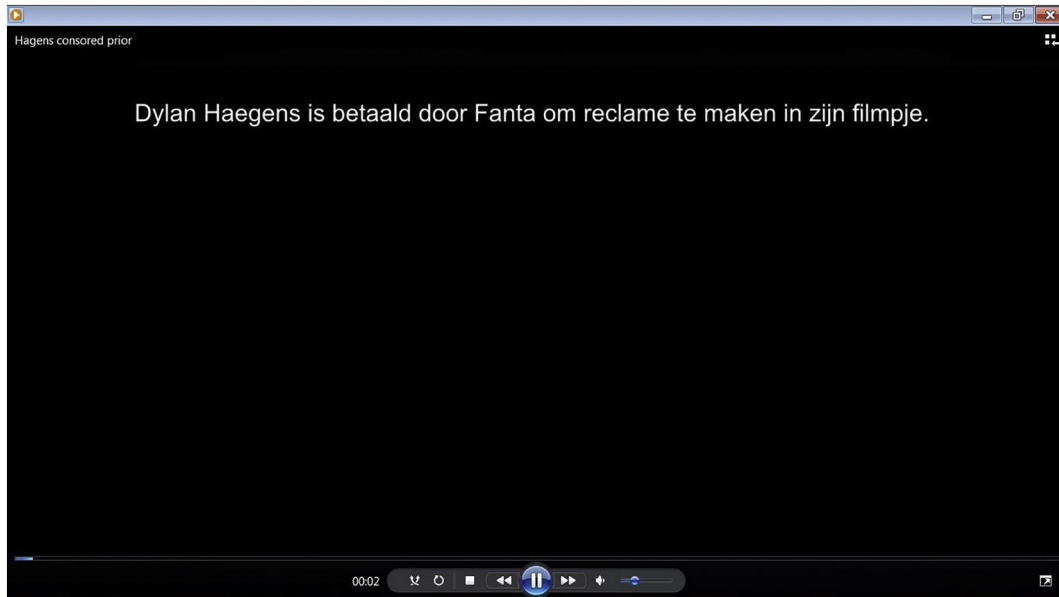 Hagens consored prior
Dylan Haegens is betaald door Fanta om reclame te maken in zijn filmpje.
00:02